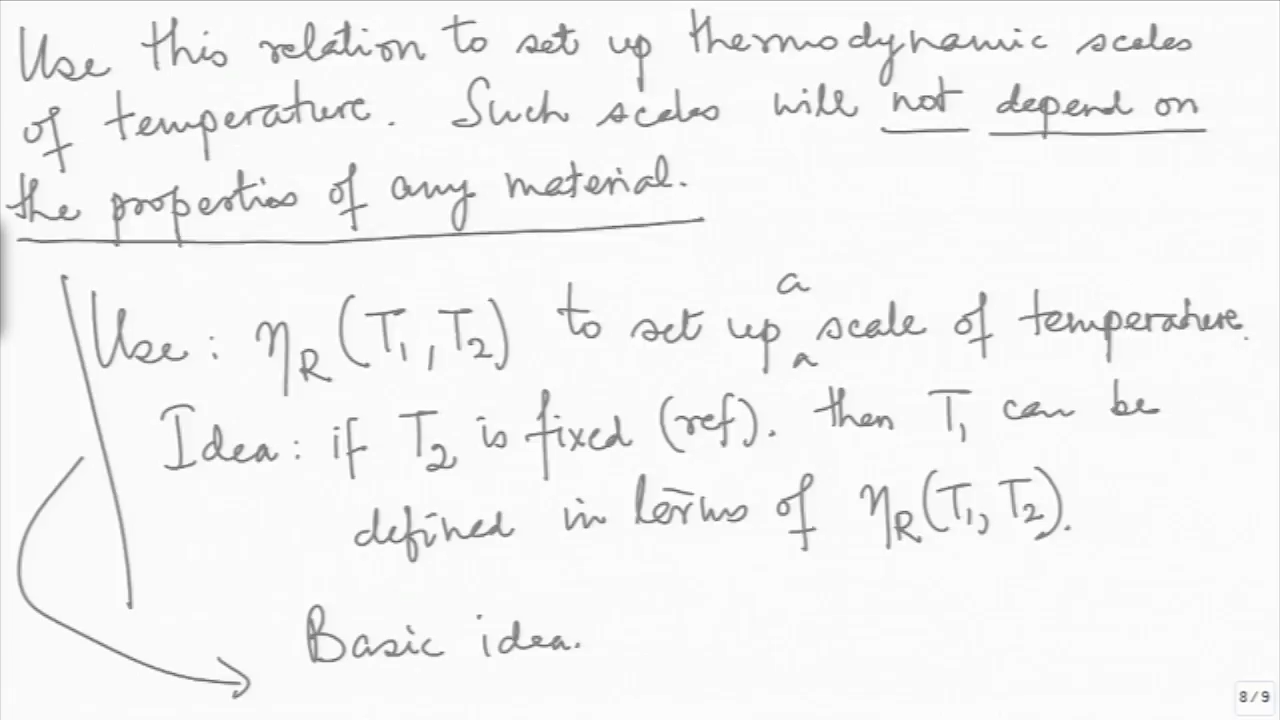 Use this relation to set up thermodynamic scales
of temperature. Such scales will not depend on
the properties of any material.
a
Use: η_R (T₁, T₂) to set up a scale of temperature.
Idea: if T₂ is fixed (ref). then T₁ can be
defined in terms of η_R (T₁, T₂).
Basic idea.
8/9